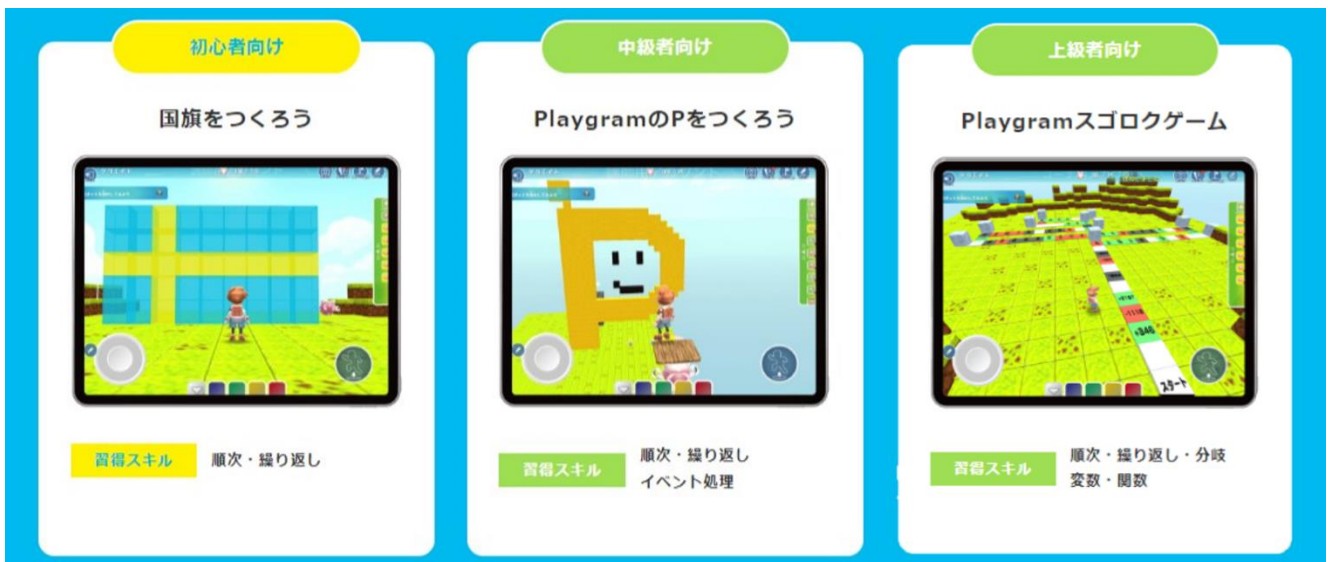 初心者向け
国旗をつくろう
習得スキル
順次・繰り返し
中級者向け
PlaygramのPをつくろう
習得スキル
順次・繰り返し
イベント処理
上級者向け
Playgramスゴロクゲーム
スタート
習得スキル
順次・繰り返し・分岐
変数・関数